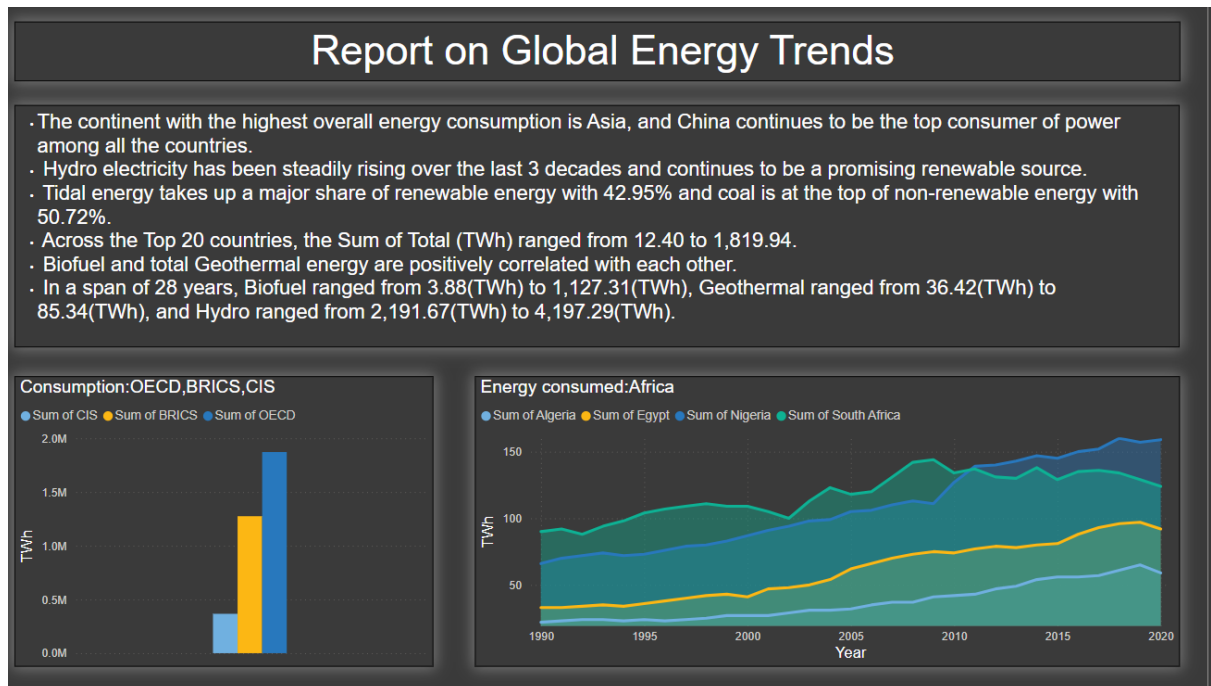 Report on Global Energy Trends
· The continent with the highest overall energy consumption is Asia, and China continues to be the top consumer of power
among all the countries.
· Hydro electricity has been steadily rising over the last 3 decades and continues to be a promising renewable source.
· Tidal energy takes up a major share of renewable energy with 42.95% and coal is at the top of non-renewable energy with
50.72%.
· Across the Top 20 countries, the Sum of Total (TWh) ranged from 12.40 to 1,819.94.
· Biofuel and total Geothermal energy are positively correlated with each other.
· In a span of 28 years, Biofuel ranged from 3.88(TWh) to 1,127.31(TWh), Geothermal ranged from 36.42(TWh) to
85.34(TWh), and Hydro ranged from 2,191.67(TWh) to 4,197.29(TWh).
Consumption:OECD,BRICS,CIS
Sum of CIS Sum of BRICS Sum of OECD
2.0M
1.5M
1.0M
0.5M
0.0M
TWh
Energy consumed:Africa
Sum of Algeria Sum of Egypt Sum of Nigeria Sum of South Africa
150
100
50
TWh
1990 1995 2000 2005 2010 2015 2020
Year